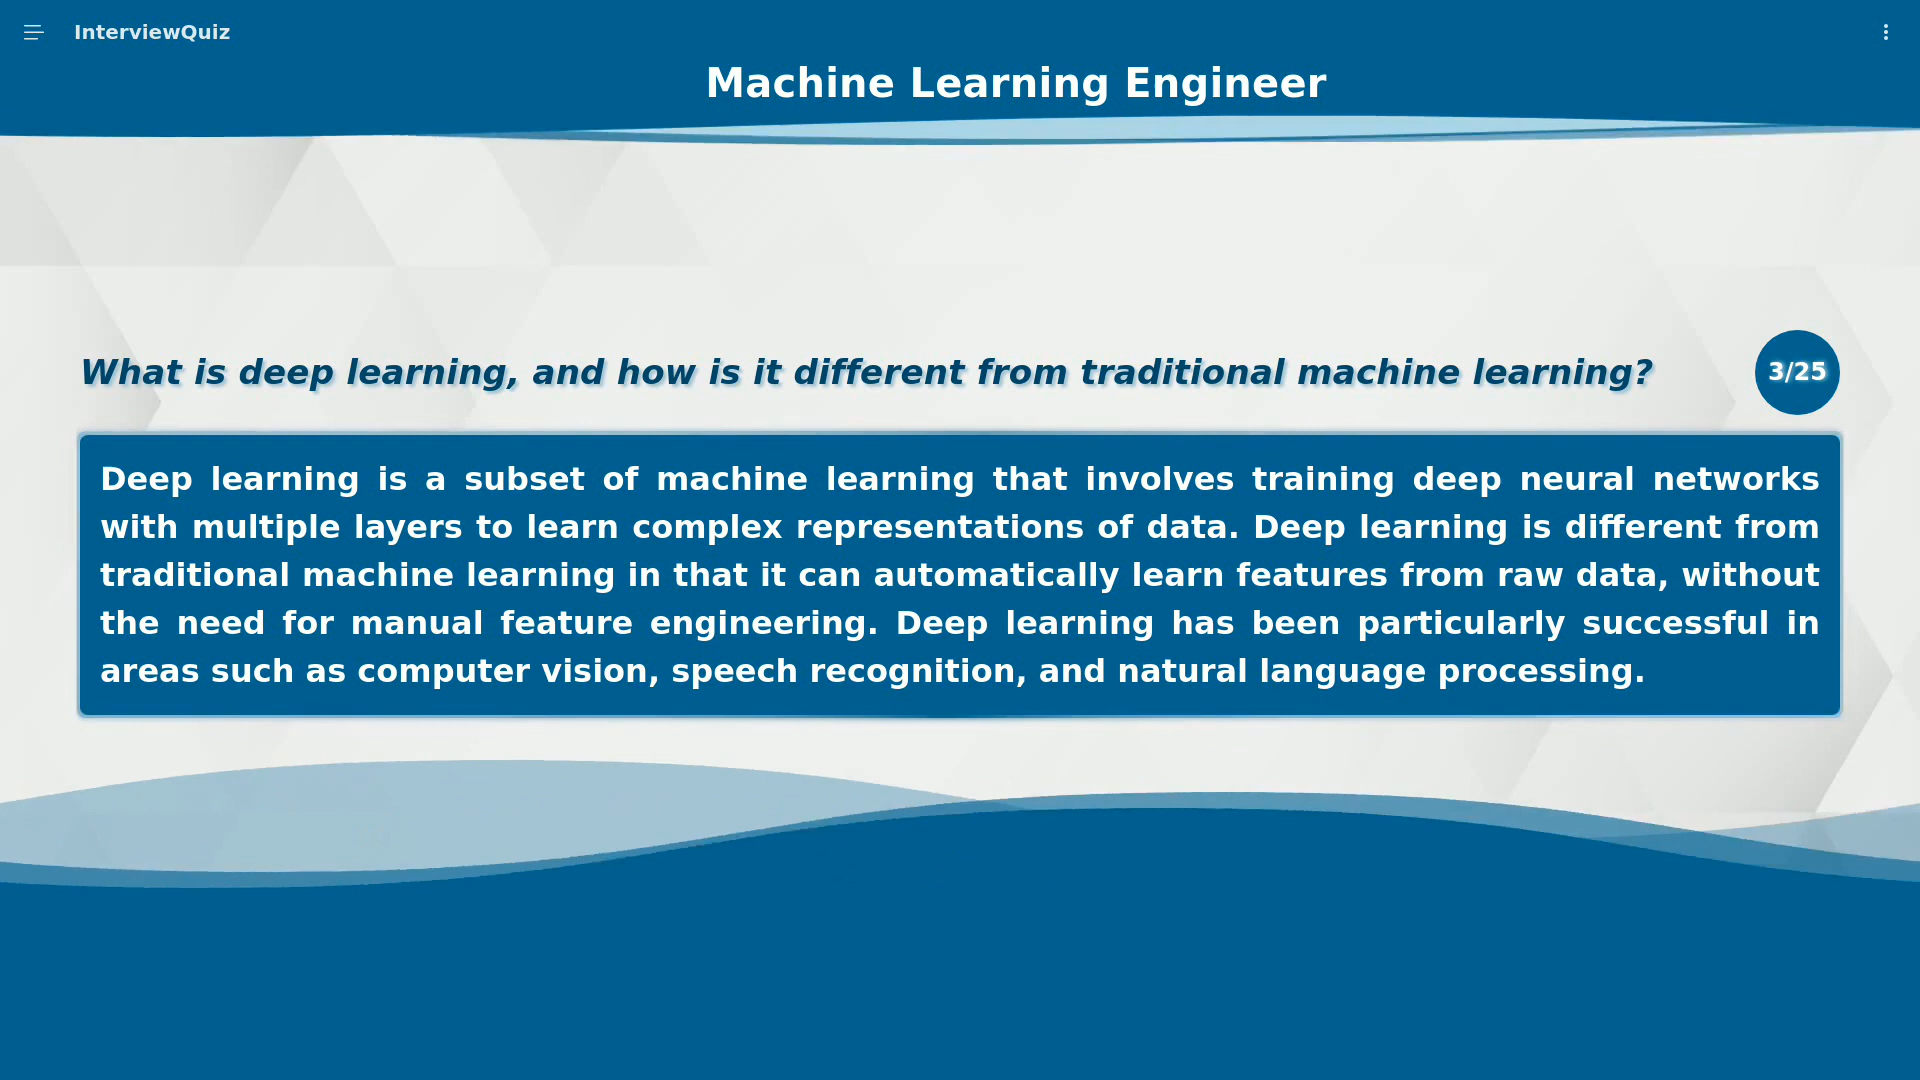 InterviewQuiz
Machine Learning Engineer
What is deep learning, and how is it different from traditional machine learning?
3/25
Deep learning is a subset of machine learning that involves training deep neural networks
with multiple layers to learn complex representations of data. Deep learning is different from
traditional machine learning in that it can automatically learn features from raw data, without
the need for manual feature engineering. Deep learning has been particularly successful in
areas such as computer vision, speech recognition, and natural language processing.